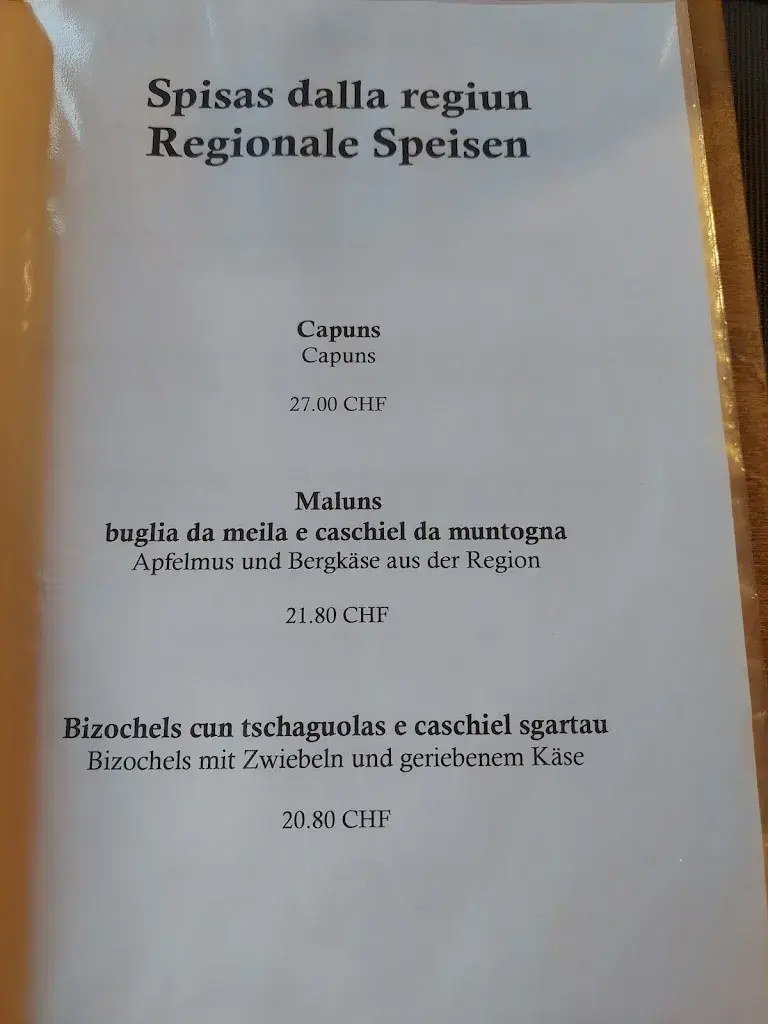 Spisas dalla regiun
Regionale Speisen
Capuns
Capuns
27.00 CHF
Maluns
buglia da meila e caschiel da muntogna
Apfelmus und Bergkäse aus der Region
21.80 CHF
Bizochels cun tschaguolas e caschiel sgartau
Bizochels mit Zwiebeln und geriebenem Käse
20.80 CHF